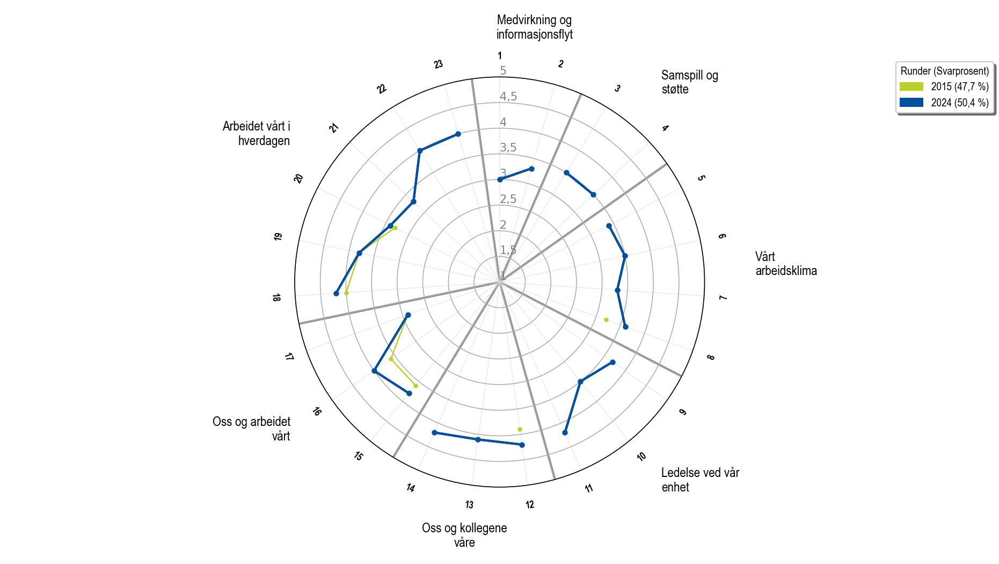 Medvirkning og
informasjonsflyt
1
2
3
4
5
6
7
8
9
10
11
12
13
14
15
16
17
18
19
20
21
22
23
5
4,5
4
3,5
3
2,5
2
1,5
1
Samspill og
støtte
Vårt
arbeidsklima
Ledelse ved vår
enhet
Oss og kollegene
våre
Oss og arbeidet
vårt
Arbeidet vårt i
hverdagen
Runder (Svarprosent)
2015 (47,7 %)
2024 (50,4 %)